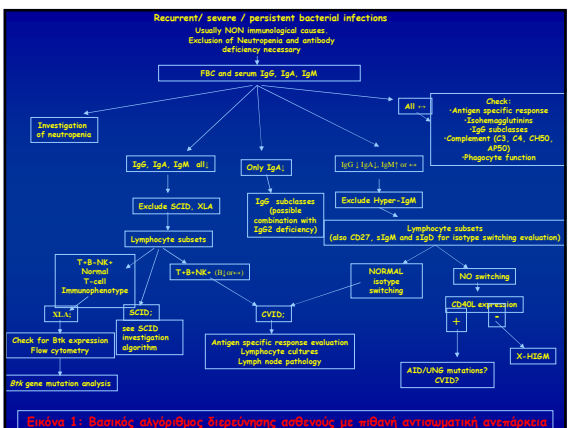 Recurrent/ severe / persistent bacterial infections
Usually NON immunological causes.
Exclusion of Neutropenia and antibody
deficiency necessary
FBC and serum IgG, IgA, IgM
All ↔
Check:
•Antigen specific response
•Ishemagglutinins
•IgG subclasses
•Complement (C3, C4, CH50,
AP50)
•Phagocyte function
Investigation
of neutropenia
IgG, IgA, IgM all↓
Only IgA↓
IgG ↓ IgA↓, IgM↑ or ↔
Exclude SCID, XLA
IgG subclasses
(possible
combination with
IgG2 deficiency)
Exclude Hyper-IgM
Lymphocyte subsets
Lymphocyte subsets
(also CD27, sIgM and sIgD for isotype switching evaluation)
T+B-NK+
Normal
T-cell
Immunophenotype
T+B+NK+ (B↓or↔)
NORMAL
isotype
switching
NO switching
XLA;
SCID;
CVID;
CD40L expression
+
-
Check for Btk expression
Flow cytometry
see SCID
investigation
algorithm
Antigen specific response evaluation
Lymphocyte cultures
Lymph node pathology
X-HIGM
Btk gene mutation analysis
AID/UNG mutations?
CVID?
Εικόνα 1: Βασικός αλγόριθμος διερεύνησης ασθενούς με πιθανή αντισωματική ανεπάρκεια